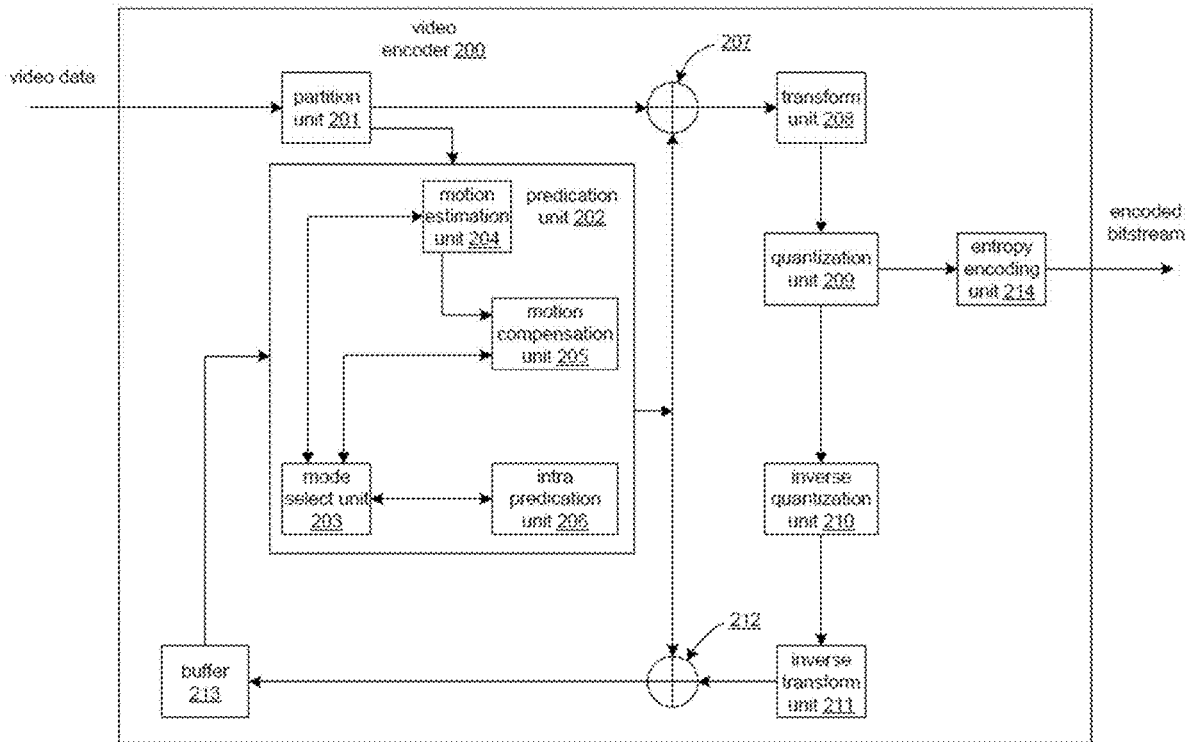 video
encoder 200
207
video data
partition
unit 201
transform
unit 208
motion
estimation
unit 204
predication
unit 202
encoded
bitstream
quantization
unit 209
entropy
encoding
unit 214
motion
compensation
unit 205
mode
select unit
203
intra
predication
unit 206
inverse
quantization
unit 210
212
buffer
213
inverse
transform
unit 211